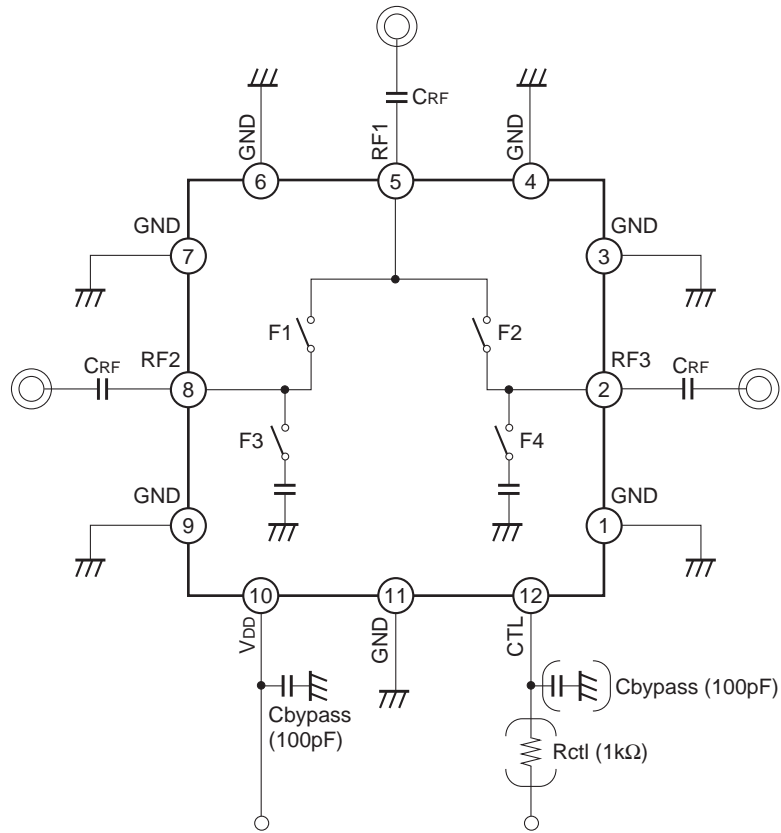 CRF
GND
RF1
GND
6
5
4
GND
7
GND
3
F1
F2
CRF
RF2
8
RF3
2
CRF
F3
F4
GND
9
GND
1
10
11
12
VDD
GND
CTL
Cbypass
(100pF)
Cbypass (100pF)
Rctl (1kΩ)